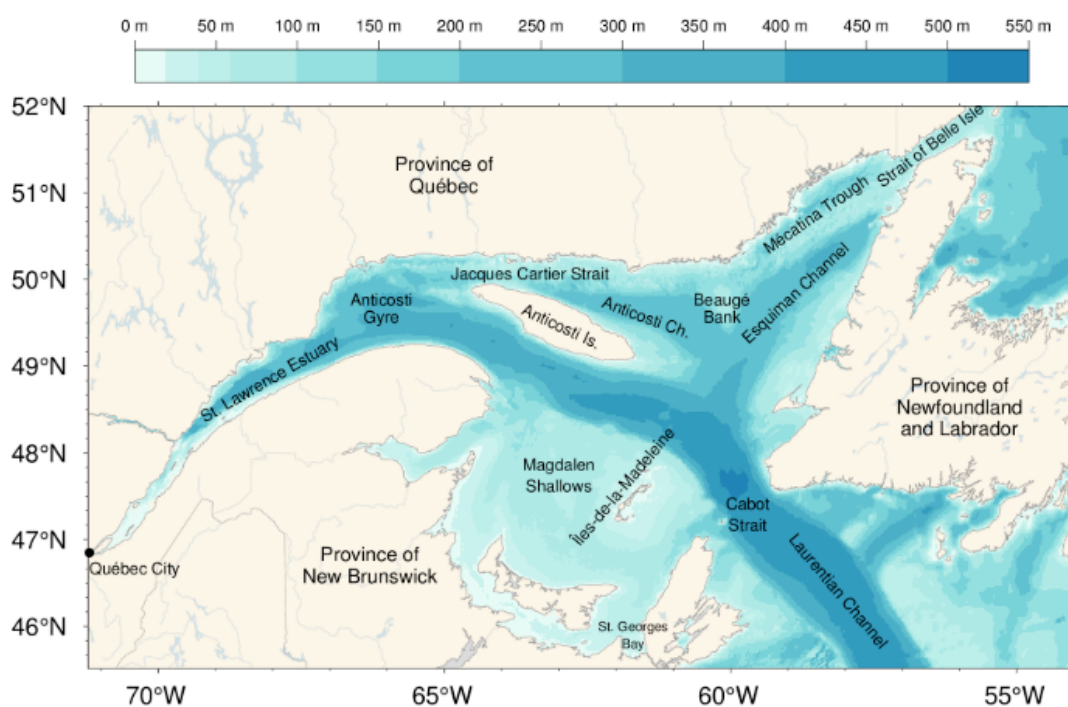 0 m 50 m 100 m 150 m 200 m 250 m 300 m 350 m 400 m 450 m 500 m 550 m
52°N
51°N
50°N
49°N
48°N
47°N
46°N
70°W 65°W 60°W 55°W
Province of
Québec
Strait of Belle Isle
Mécatina Trough
Jacques Cartier Strait
Esquiman Channel
Anticosti
Gyre
Anticosti Is.
Anticosti Ch.
Beaugé
Bank
St. Lawrence Estuary
Province of
Newfoundland
and Labrador
Magdalen
Shallows
Îles-de-la-Madeleine
Cabot
Strait
Laurentian Channel
Québec City
Province of
New Brunswick
St. Georges
Bay